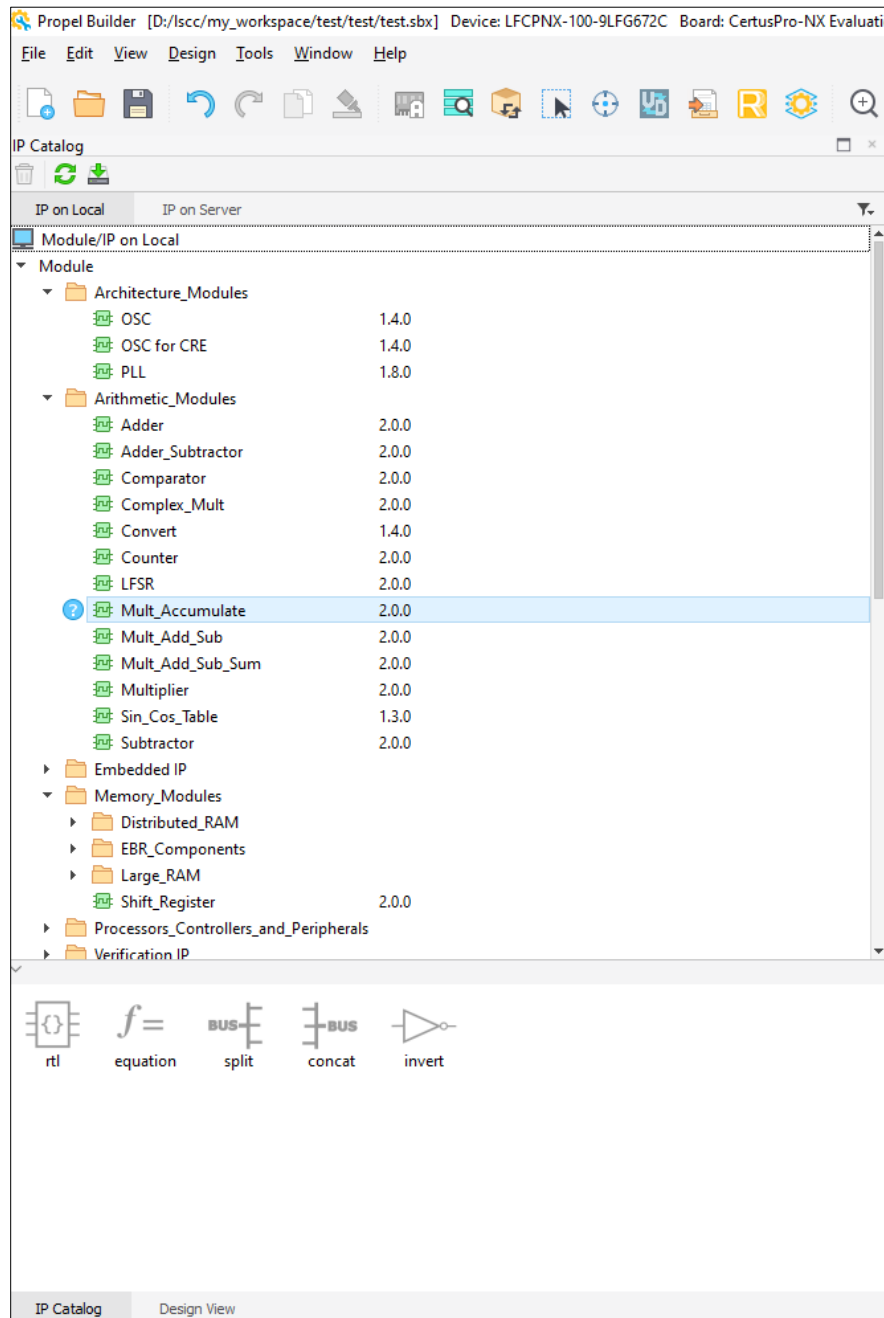 Propel Builder [D:/lscc/my_workspace/test/test/test.sbx] Device: LFCPNX-100-9LFG672C Board: CertusPro-NX Evaluati
File Edit View Design Tools Window Help
IP Catalog
IP on Local IP on Server
Module/IP on Local
Module
Architecture_Modules
OSC 1.4.0
OSC for CRE 1.4.0
PLL 1.8.0
Arithmetic_Modules
Adder 2.0.0
Adder_Subtractor 2.0.0
Comparator 2.0.0
Complex_Mult 2.0.0
Convert 1.4.0
Counter 2.0.0
LFSR 2.0.0
? Mult_Accumulate 2.0.0
Mult_Add_Sub 2.0.0
Mult_Add_Sub_Sum 2.0.0
Multiplier 2.0.0
Sin_Cos_Table 1.3.0
Subtractor 2.0.0
Embedded IP
Memory_Modules
Distributed_RAM
EBR_Components
Large_RAM
Shift_Register 2.0.0
Processors_Controllers_and_Peripherals
Verification IP
{} f= BUS BUS
rtl equation split concat invert
IP Catalog Design View